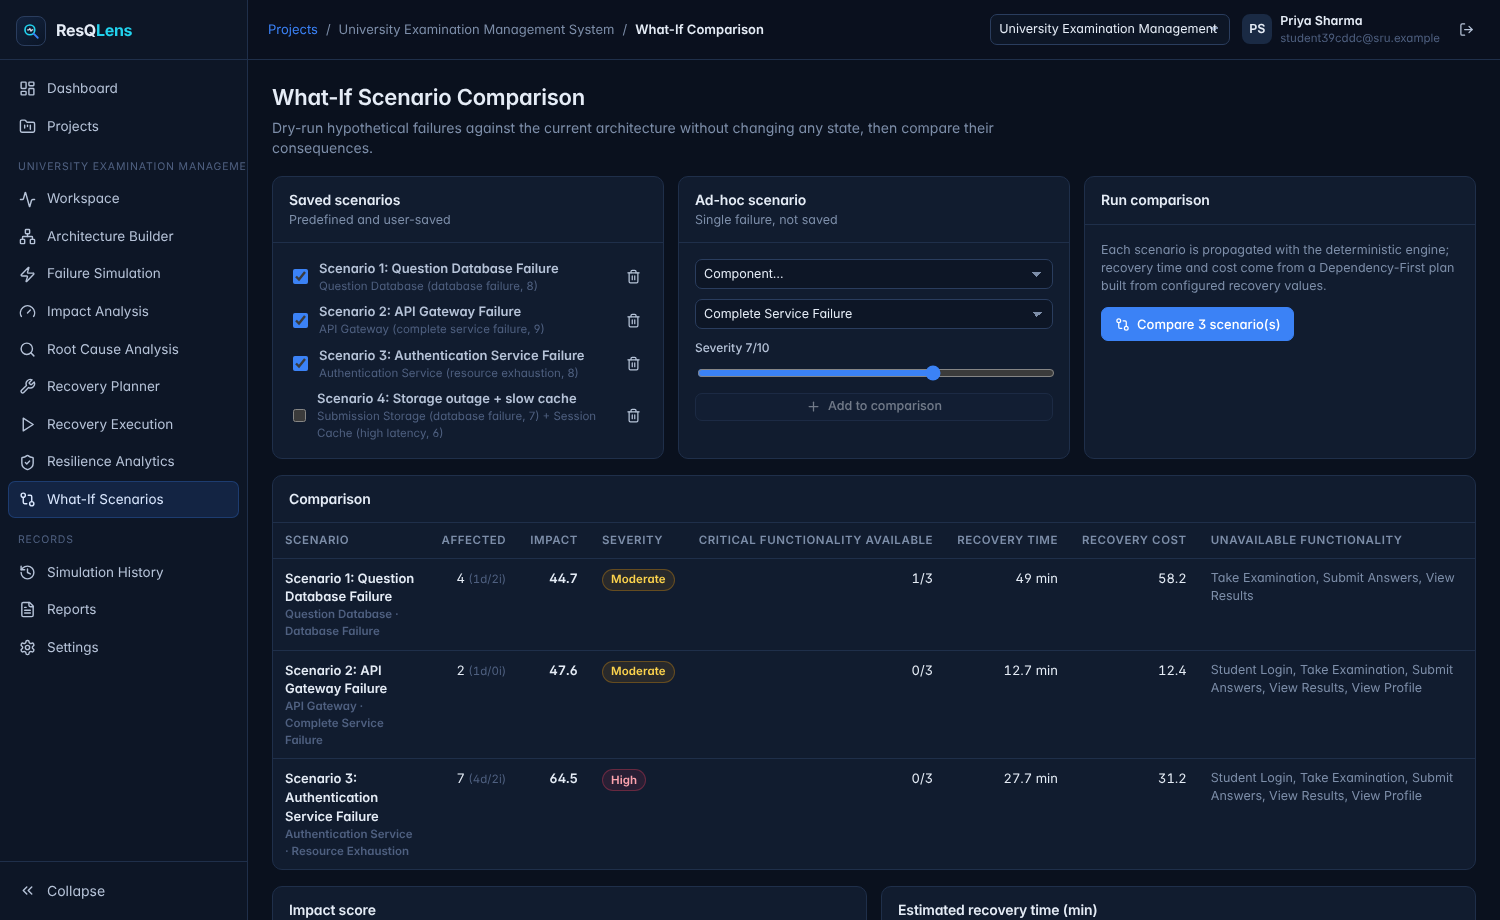 ResQLens
Projects / University Examination Management System / What-If Comparison
University Examination Management
PS
Priya Sharma
student39cddc@sru.example
Dashboard
Projects
UNIVERSITY EXAMINATION MANAGEME
Workspace
Architecture Builder
Failure Simulation
Impact Analysis
Root Cause Analysis
Recovery Planner
Recovery Execution
Resilience Analytics
What-If Scenarios
RECORDS
Simulation History
Reports
Settings
Collapse
What-If Scenario Comparison
Dry-run hypothetical failures against the current architecture without changing any state, then compare their
consequences.
Saved scenarios
Predefined and user-saved
Scenario 1: Question Database Failure
Question Database (database failure, 8)
Scenario 2: API Gateway Failure
API Gateway (complete service failure, 9)
Scenario 3: Authentication Service Failure
Authentication Service (resource exhaustion, 8)
Scenario 4: Storage outage + slow cache
Submission Storage (database failure, 7) + Session
Cache (high latency, 6)
Ad-hoc scenario
Single failure, not saved
Component...
Complete Service Failure
Severity 7/10
Add to comparison
Run comparison
Each scenario is propagated with the deterministic engine;
recovery time and cost come from a Dependency-First plan
built from configured recovery values.
Compare 3 scenario(s)
Comparison
SCENARIO AFFECTED IMPACT SEVERITY CRITICAL FUNCTIONALITY AVAILABLE RECOVERY TIME RECOVERY COST UNAVAILABLE FUNCTIONALITY
Scenario 1: Question
Database Failure
Question Database ·
Database Failure
4 (1d/2i)
44.7
Moderate
1/3
49 min
58.2
Take Examination, Submit Answers, View
Results
Scenario 2: API
Gateway Failure
API Gateway ·
Complete Service
Failure
2 (1d/0i)
47.6
Moderate
0/3
12.7 min
12.4
Student Login, Take Examination, Submit
Answers, View Results, View Profile
Scenario 3:
Authentication
Service Failure
Authentication Service
· Resource Exhaustion
7 (4d/2i)
64.5
High
0/3
27.7 min
31.2
Student Login, Take Examination, Submit
Answers, View Results, View Profile
Impact score
Estimated recovery time (min)